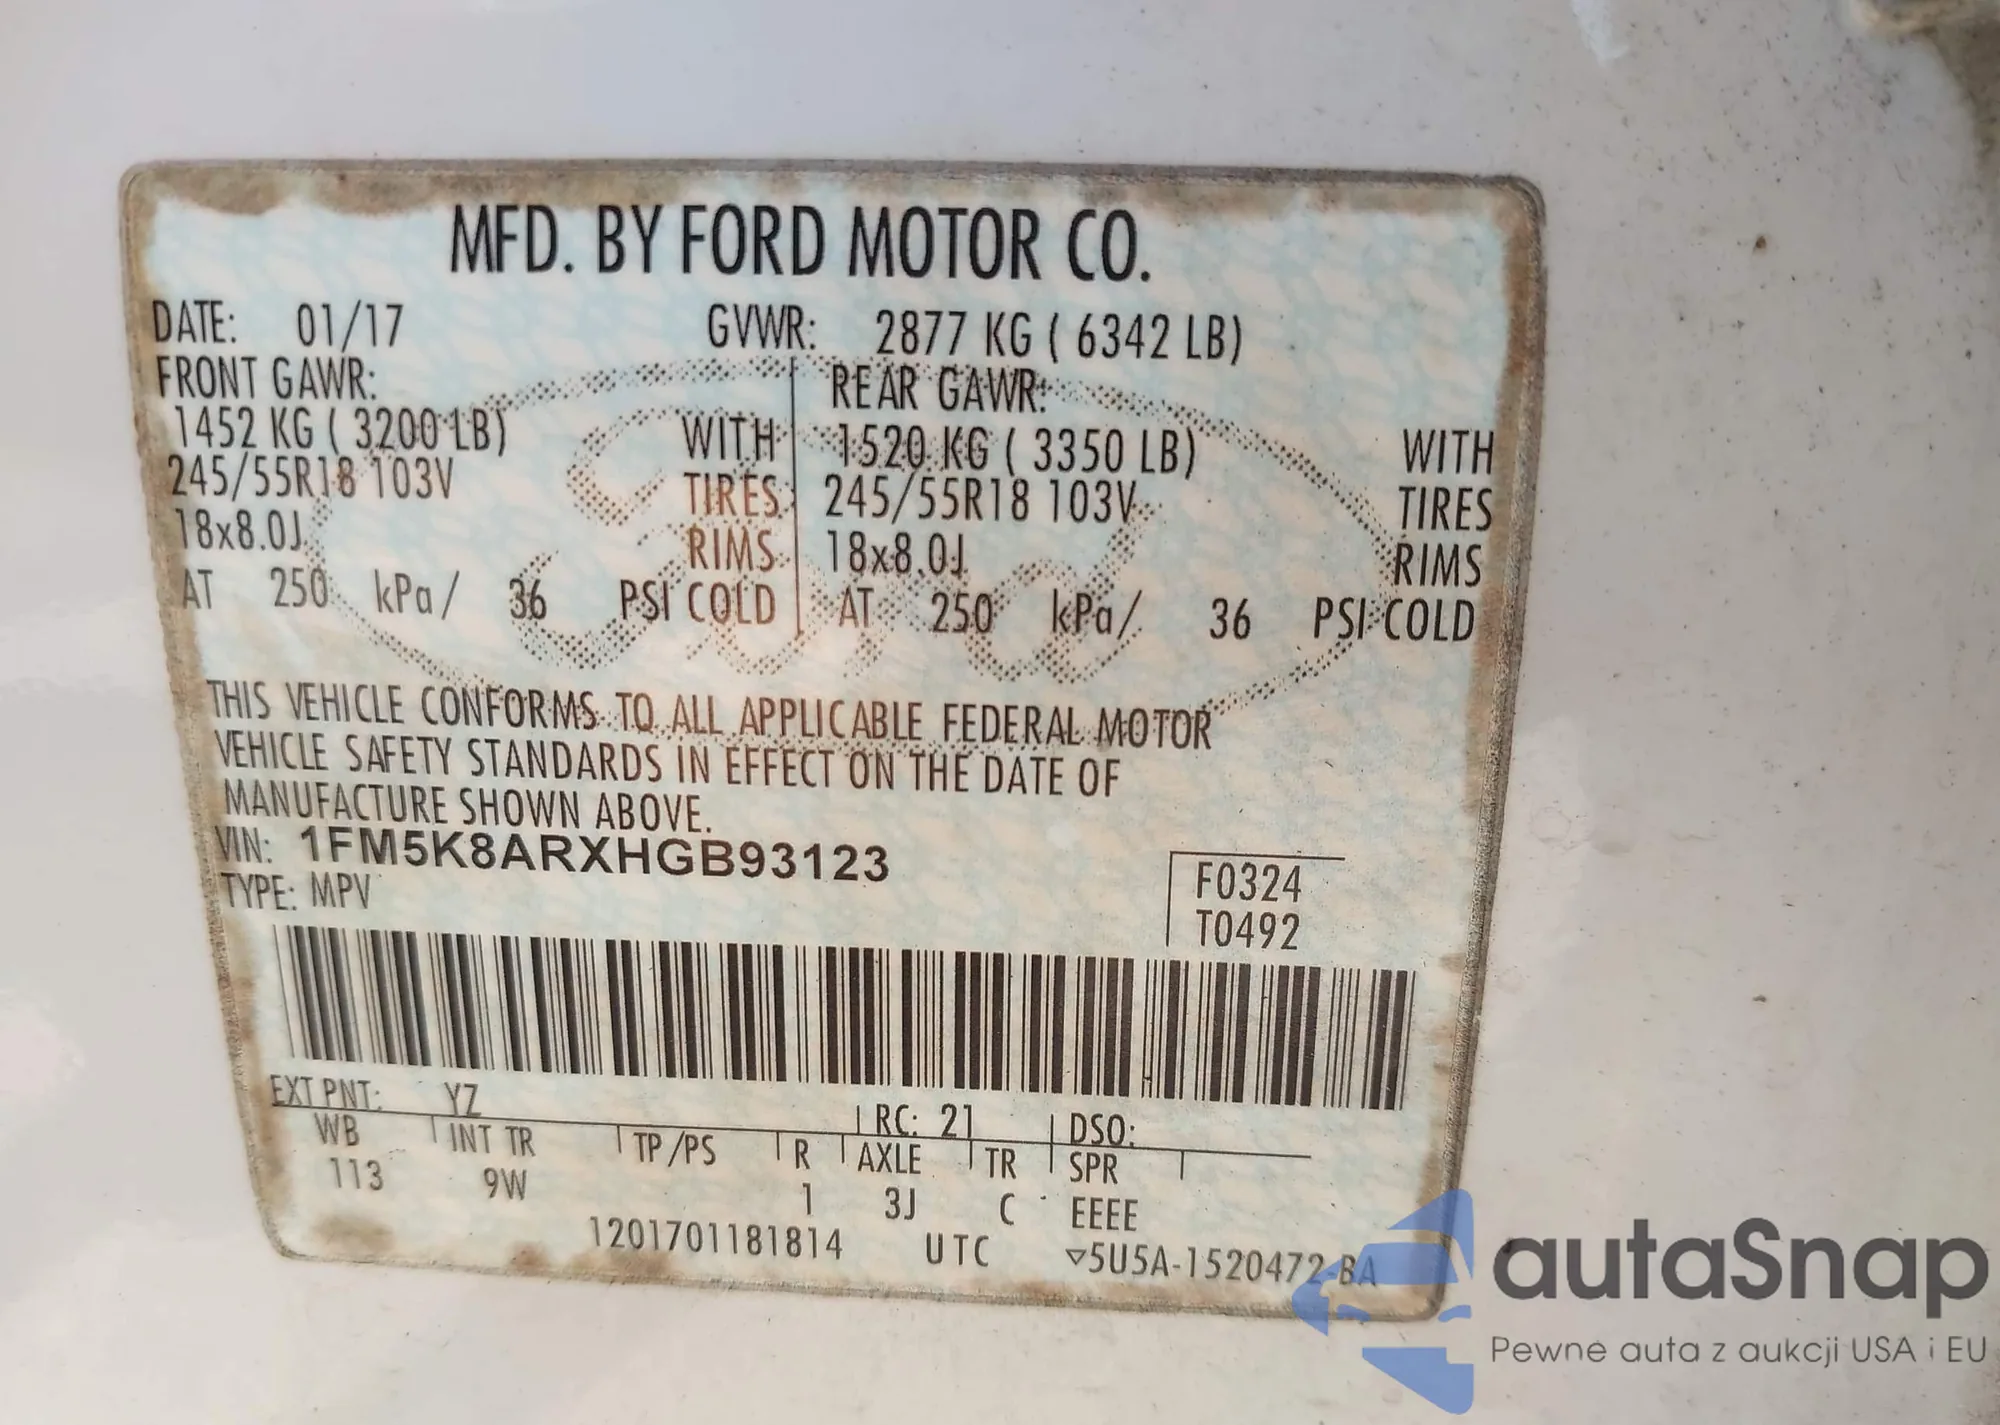 MFD. BY FORD MOTOR CO.
DATE: 01/17 GVWR: 2877 KG ( 6342 LB)
FRONT GAWR: REAR GAWR:
1452 KG ( 3200 LB) WITH 1520 KG ( 3350 LB) WITH
245/55R18 103V TIRES 245/55R18 103V TIRES
18x8.0J RIMS 18x8.0J RIMS
AT 250 kPa/ 36 PSI COLD AT 250 kPa/ 36 PSI COLD
THIS VEHICLE CONFORMS TO ALL APPLICABLE FEDERAL MOTOR
VEHICLE SAFETY STANDARDS IN EFFECT ON THE DATE OF
MANUFACTURE SHOWN ABOVE.
VIN: 1FM5K8ARXHGB93123
TYPE: MPV
F0324
T0492
EXT PNT: YZ RC: 21 DSO:
WB INT TR TP/PS R AXLE TR SPR
113 9W 1 3J C EEEE
1201701181814 UTC ▽5U5A-1520472-BA
autaSnap
Pewne auta z aukcji USA i EU